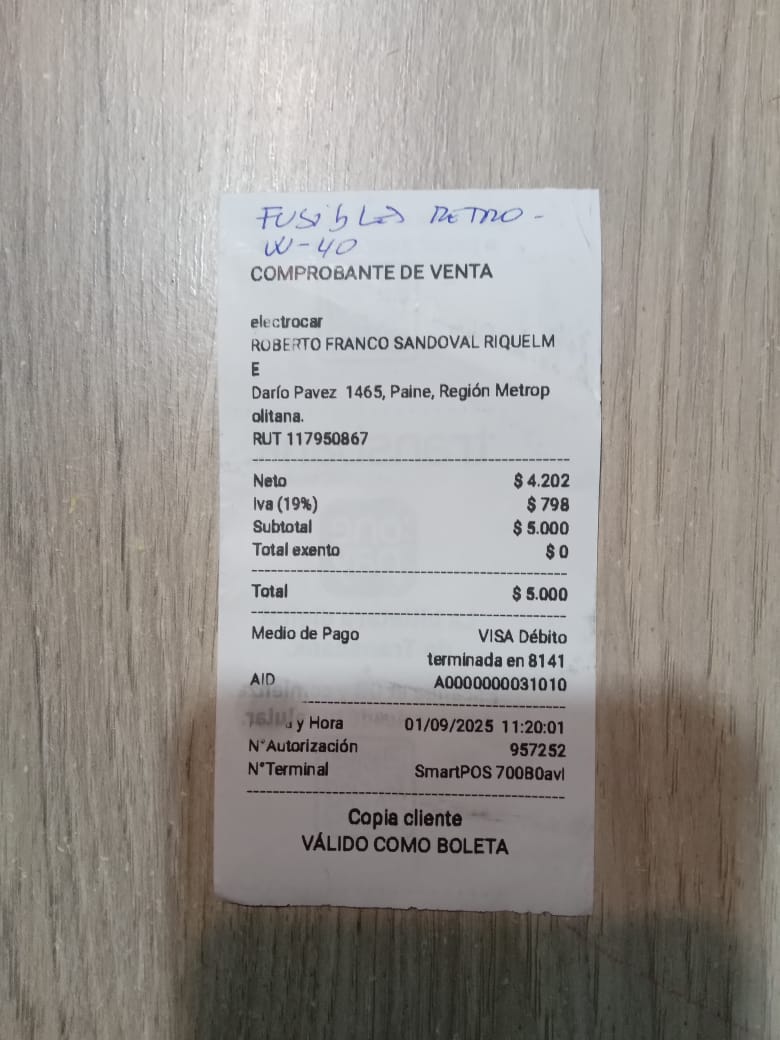 FUSibLES RETRO -
W-40
COMPROBANTE DE VENTA
electrocar
ROBERTO FRANCO SANDOVAL RIQUELM
E
Darío Pavez 1465, Paine, Región Metrop
olitana.
RUT 117950867
Neto $ 4.202
Iva (19%) $ 798
Subtotal $ 5.000
Total exento $ 0
Total $ 5.000
Medio de Pago VISA Débito
terminada en 8141
AID A0000000031010
y Hora 01/09/2025 11:20:01
N°Autorización 957252
N°Terminal SmartPOS 700B0avl
Copia cliente
VÁLIDO COMO BOLETA